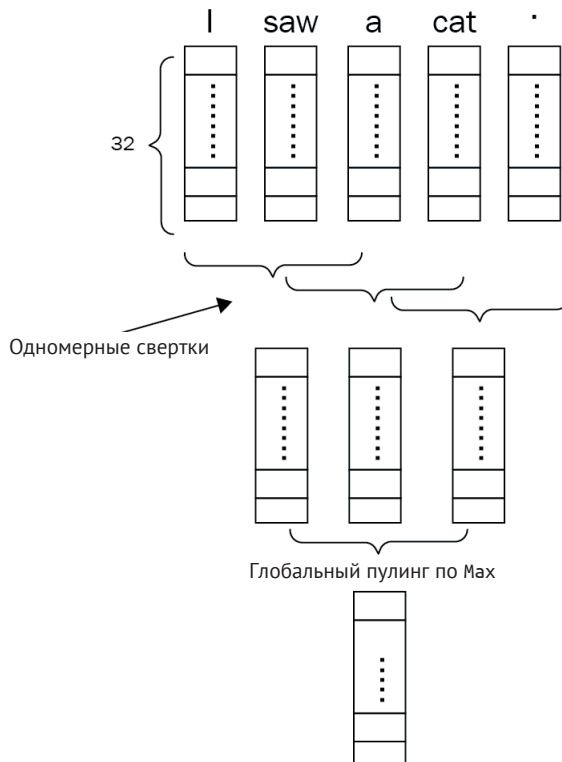 I saw a cat .
32
Одномерные свертки
Глобальный пулинг по Max